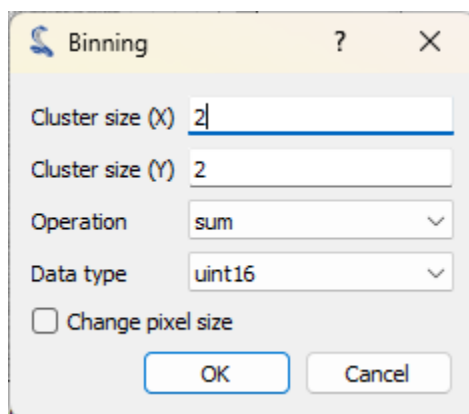 Binning ?
Cluster size (X) 2
Cluster size (Y) 2
Operation sum
Data type uint16
Change pixel size
OK Cancel